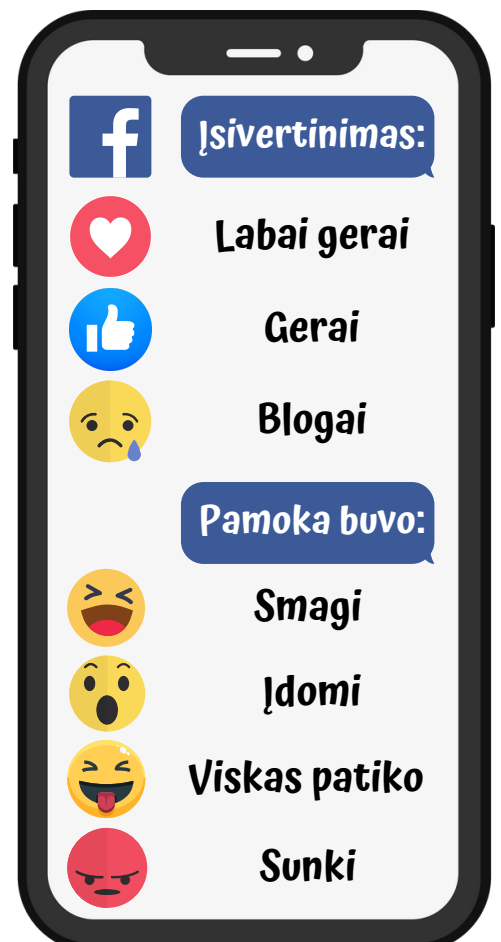 Įsivertinimas:
Labai gerai
Gerai
Blogai
Pamoka buvo:
Smagi
Įdomi
Viskas patiko
Sunki